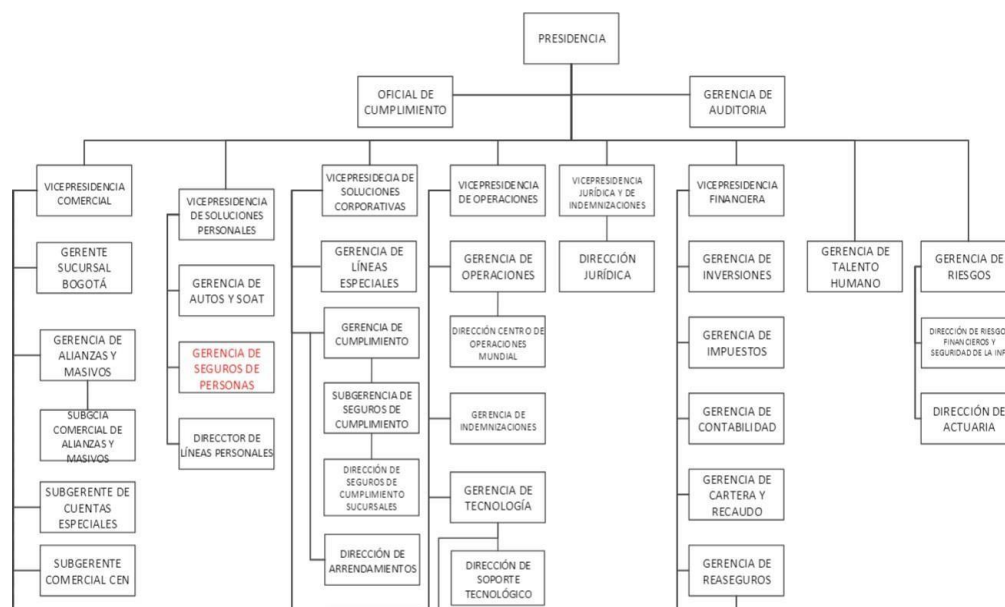 PRESIDENCIA
OFICIAL DE
CUMPLIMIENTO
GERENCIA DE
AUDITORIA
VICEPRESIDENCIA
COMERCIAL
GERENTE
SUCURSAL
BOGOTÁ
GERENCIA DE
ALIANZAS Y
MASIVOS
SUBGCIA
COMERCIAL DE
ALIANZAS Y
MASIVOS
SUBGERENTE DE
CUENTAS
ESPECIALES
SUBGERENTE
COMERCIAL CEN
VICEPRESIDENCIA
DE SOLUCIONES
PERSONALES
GERENCIA DE
AUTOS Y SOAT
GERENCIA DE
SEGUROS DE
PERSONAS
DIRECCTOR DE
LÍNEAS PERSONALES
VICEPRESIDECIA DE
SOLUCIONES
CORPORATIVAS
GERENCIA DE
LÍNEAS
ESPECIALES
GERENCIA DE
CUMPLIMIENTO
SUBGERENCIA DE
SEGUROS DE
CUMPLIMIENTO
DIRECCIÓN DE
SEGUROS DE
CUMPLIMIENTO
SUCURSALES
DIRECCIÓN DE
ARRENDAMIENTOS
VICEPRESIDENCIA
DE OPERACIONES
GERENCIA DE
OPERACIONES
DIRECCIÓN CENTRO DE
OPERACIONES
MUNDIAL
GERENCIA DE
INDEMNIZACIONES
GERENCIA DE
TECNOLOGÍA
DIRECCIÓN DE
SOPORTE
TECNOLÓGICO
VICEPRESIDENCIA
JURÍDICA Y DE
INDEMNIZACIONES
DIRECCIÓN
JURÍDICA
VICEPRESIDENCIA
FINANCIERA
GERENCIA DE
INVERSIONES
GERENCIA DE
IMPUESTOS
GERENCIA DE
CONTABILIDAD
GERENCIA DE
CARTERA Y
RECAUDO
GERENCIA DE
REASEGUROS
GERENCIA DE
TALENTO
HUMANO
GERENCIA DE
RIESGOS
DIRECCIÓN DE RIESGO
FINANCIEROS Y
SEGURIDAD DE LA INF
DIRECCIÓN DE
ACTUARIA